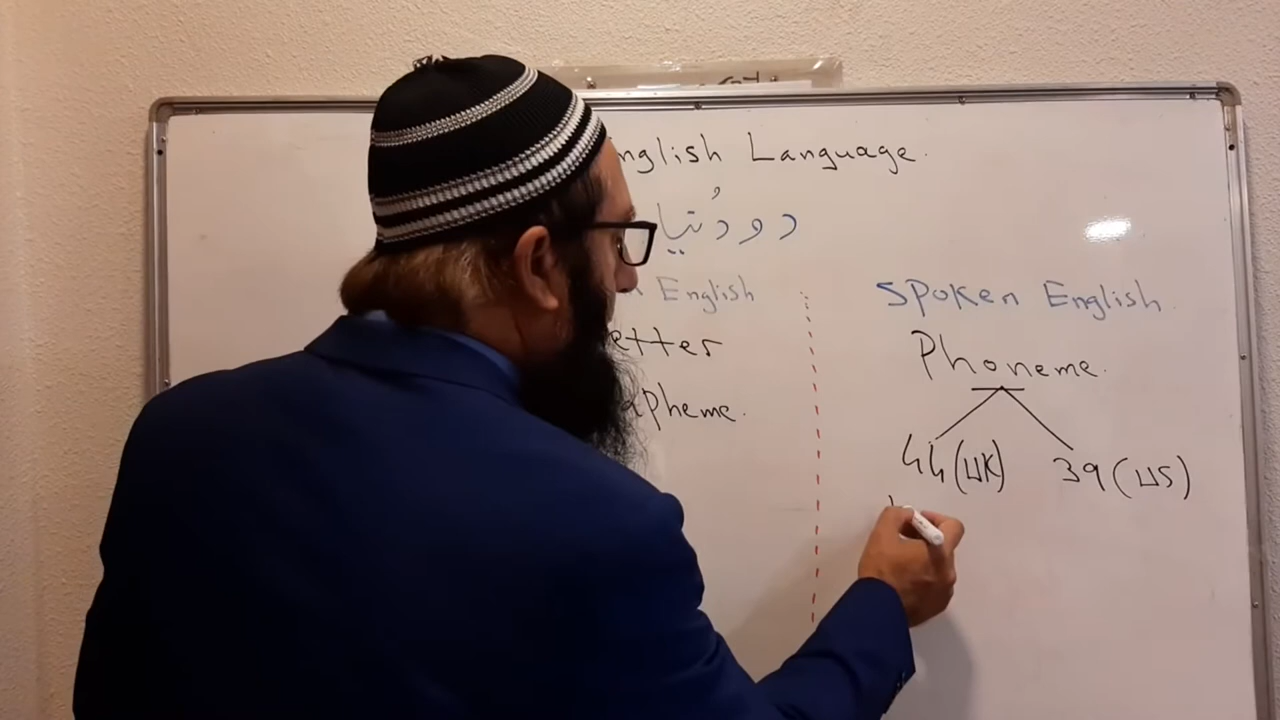 nglish Language.
دو دُنیا
n English
etter
apheme.
Spoken English
Phoneme.
44(UK) 39(US)